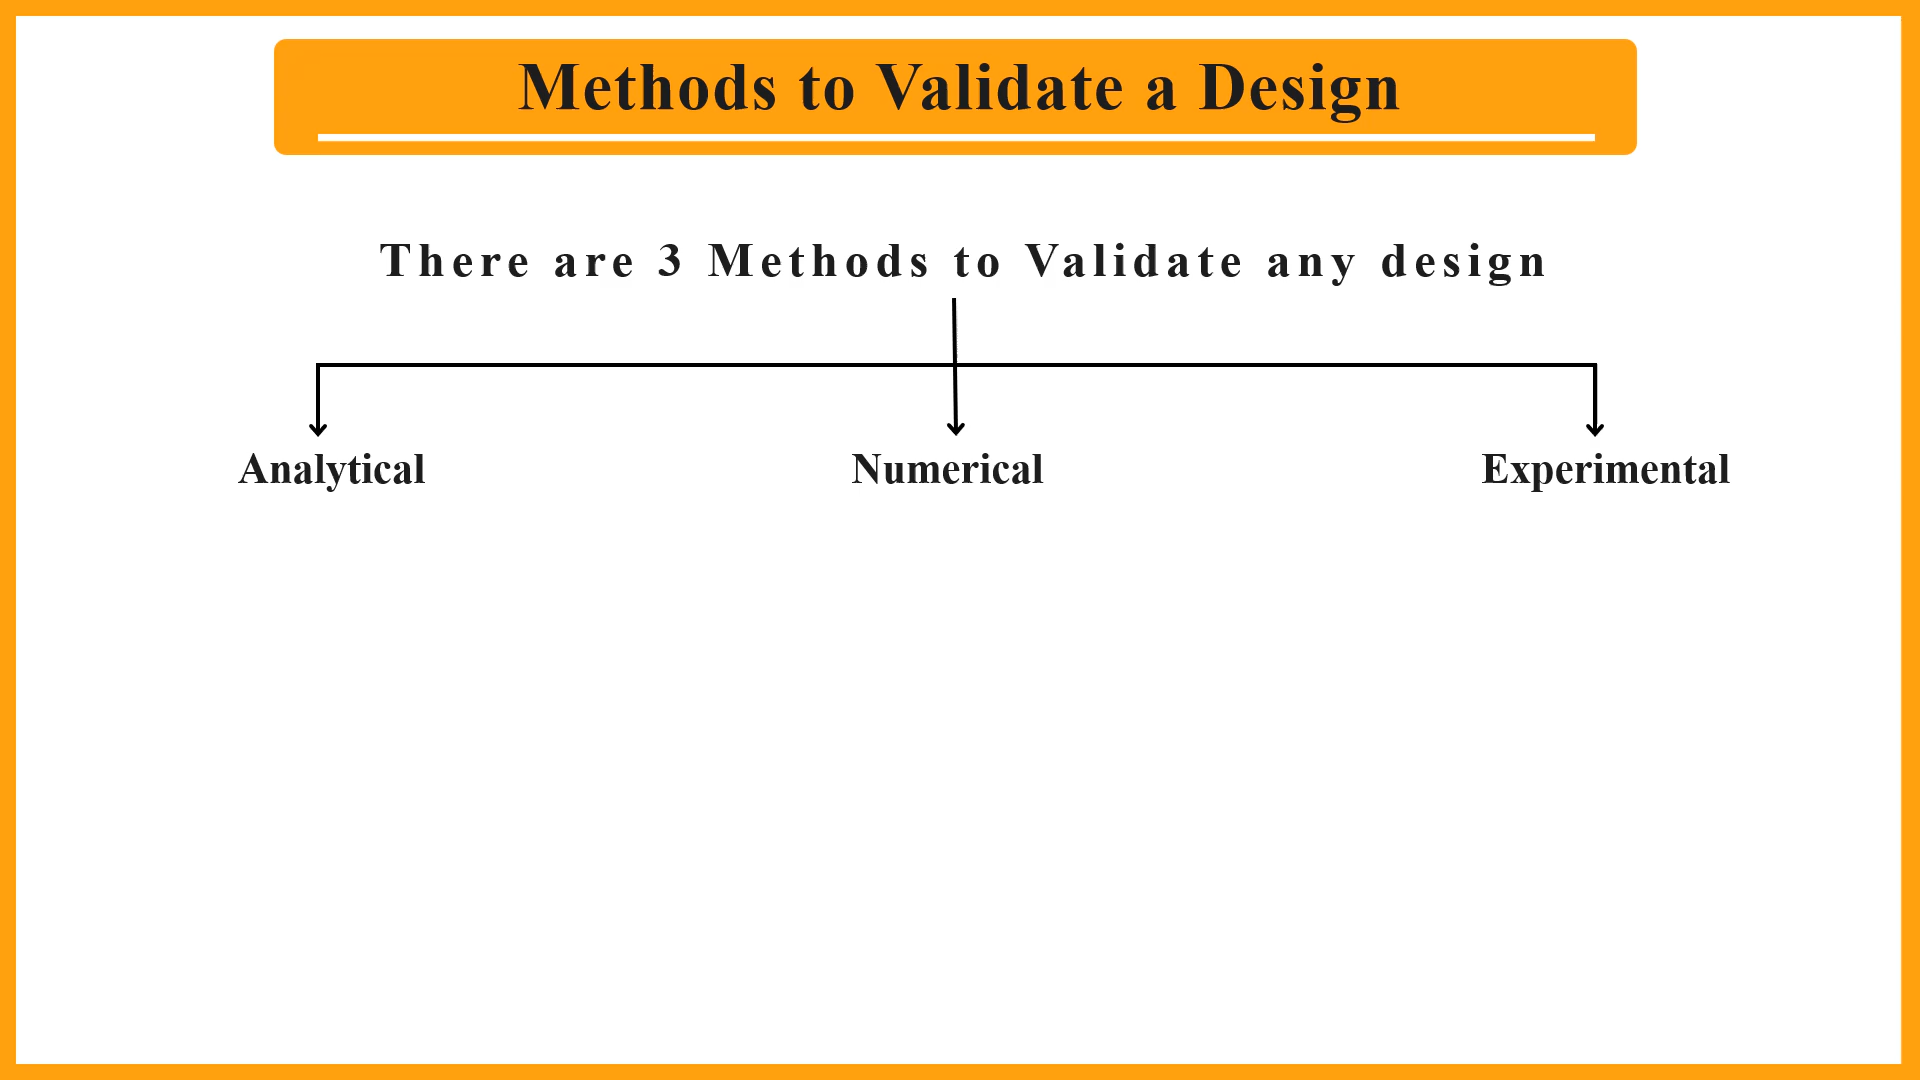 Methods to Validate a Design
There are 3 Methods to Validate any design
Analytical
Numerical
Experimental